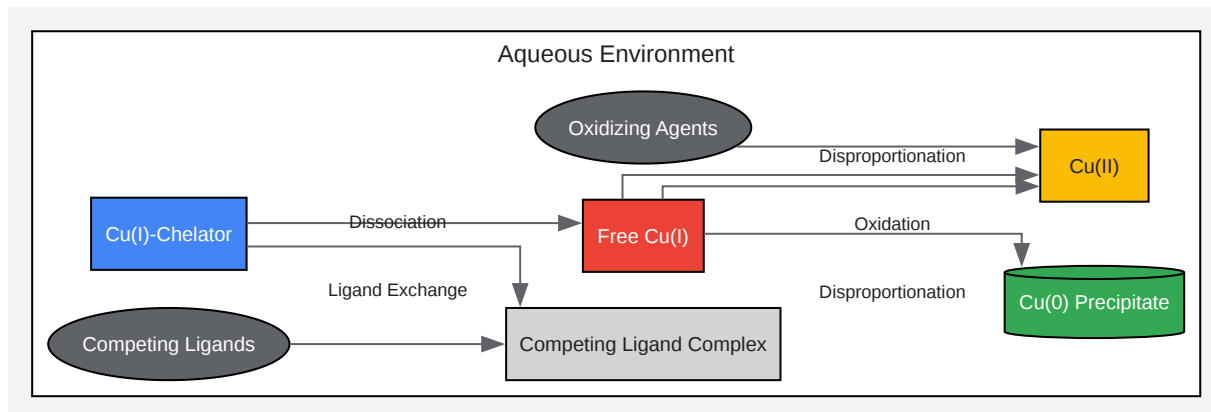 Aqueous Environment
Oxidizing Agents
Disproportionation
Cu(II)
Cu(I)-Chelator
Dissociation
Free Cu(I)
Oxidation
Ligand Exchange
Disproportionation
Cu(0) Precipitate
Competing Ligands
Competing Ligand Complex